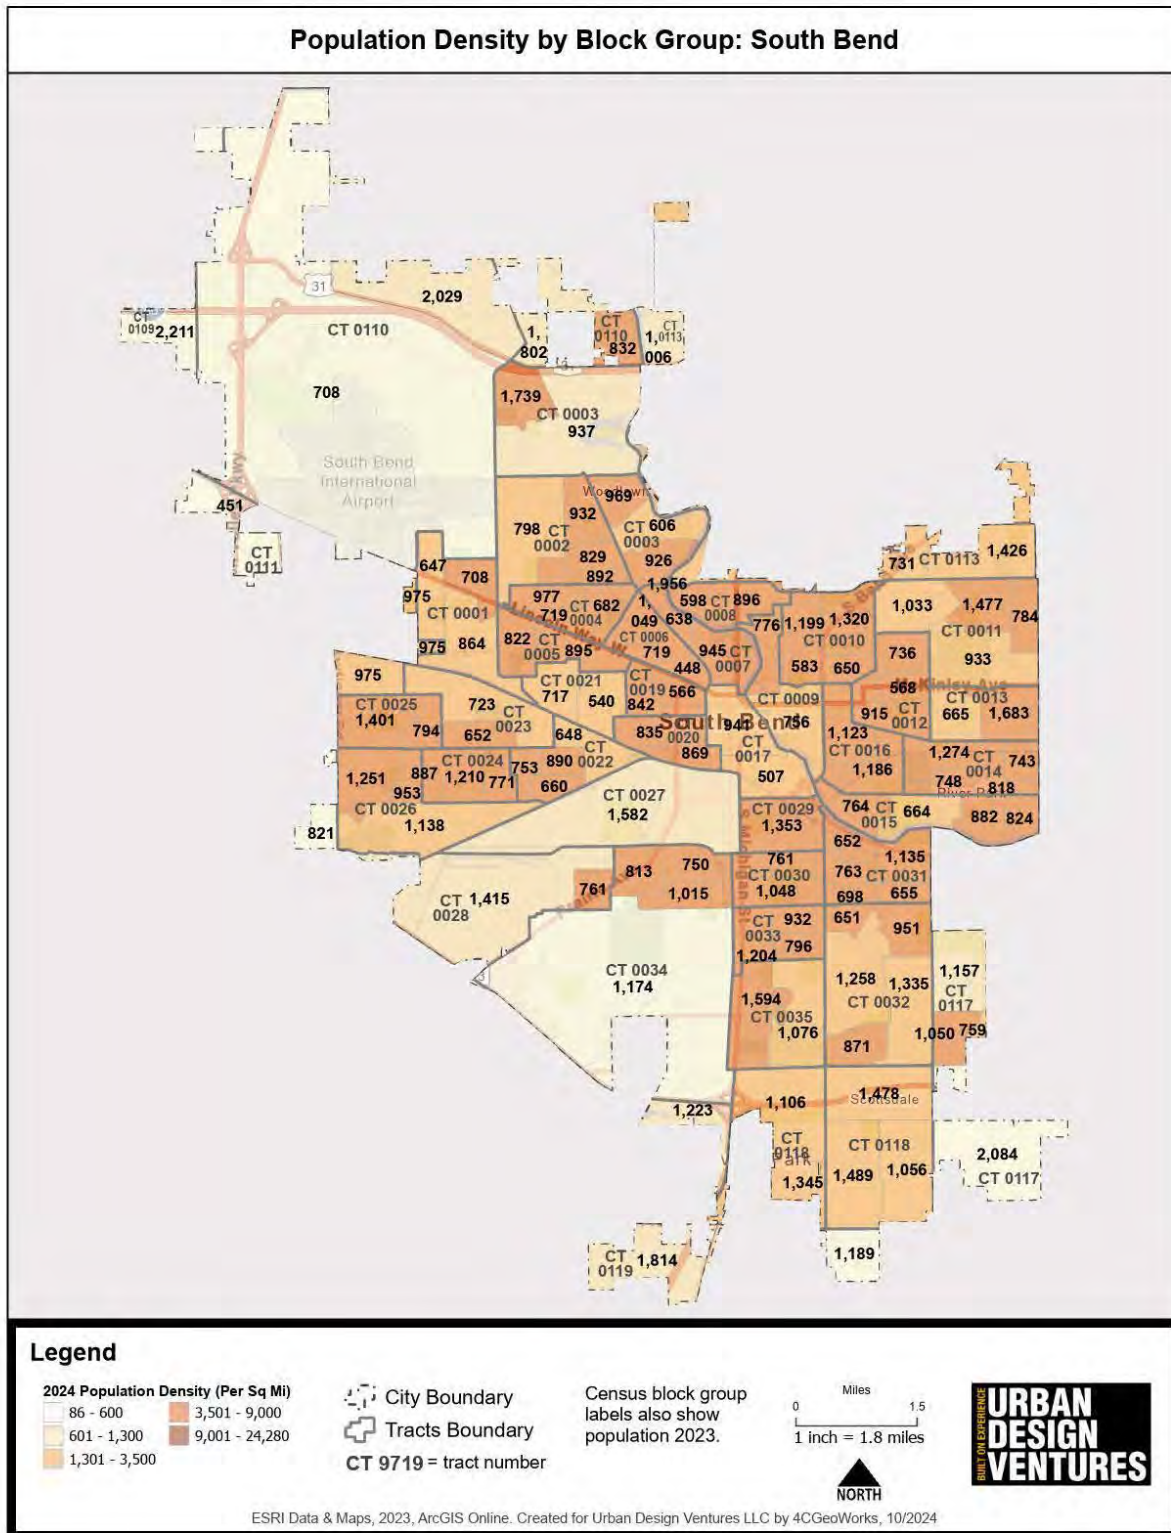 Population Density by Block Group: South Bend
31
2,029
CT
0109
2,211
CT 0110
1,
802
CT
0110
832
CT
0113
1,
006
708
1,739
CT 0003
937
South Bend
International
Airport
451
CT
0111
969
932
798
CT
0002
CT
0003
606
829
892
926
1,956
647
708
975
CT 0001
975
864
977
719
CT
0004
682
Lincoln Way W
822
CT
0005
895
1,
049
638
CT 0006
719
448
598
CT
0008
896
776
945
CT
0007
1,199
1,320
CT
0010
583
650
731
CT 0113
1,426
1,033
1,477
784
CT
0011
736
933
568
McKinley Ave
915
CT
0012
CT 0013
665
1,683
975
CT 0025
1,401
794
723
CT
0023
652
CT 0021
717
540
CT
0019
842
566
South Bend
CT 0009
756
648
CT
0022
835
0020
869
CT
0017
507
1,123
CT 0016
1,186
1,274
CT
0014
743
748
818
River Park
1,251
887
953
CT 0024
1,210
771
753
890
660
CT 0026
1,138
821
CT 0027
1,582
CT 0029
1,353
764
CT
0015
664
882
824
S Michigan St
652
1,135
763
CT 0031
698
655
761
CT 0030
1,048
813
750
1,015
761
CT
0028
1,415
CT
0033
932
796
1,204
651
951
CT 0034
1,174
1,258
1,335
CT 0032
871
1,594
CT 0035
1,076
1,157
CT
0117
1,050
759
1,223
1,106
1,478
Scottsdale
CT
0118
1,345
CT 0118
1,489
1,056
2,084
CT 0117
1,189
CT
0119
1,814
Legend
2024 Population Density (Per Sq Mi)
86 - 600
601 - 1,300
1,301 - 3,500
3,501 - 9,000
9,001 - 24,280
City Boundary
Tracts Boundary
CT 9719 = tract number
Census block group
labels also show
population 2023.
Miles
0 1.5
1 inch = 1.8 miles
NORTH
BUILT ON EXPERIENCE
URBAN
DESIGN
VENTURES
ESRI Data & Maps, 2023, ArcGIS Online. Created for Urban Design Ventures LLC by 4CGeoWorks, 10/2024